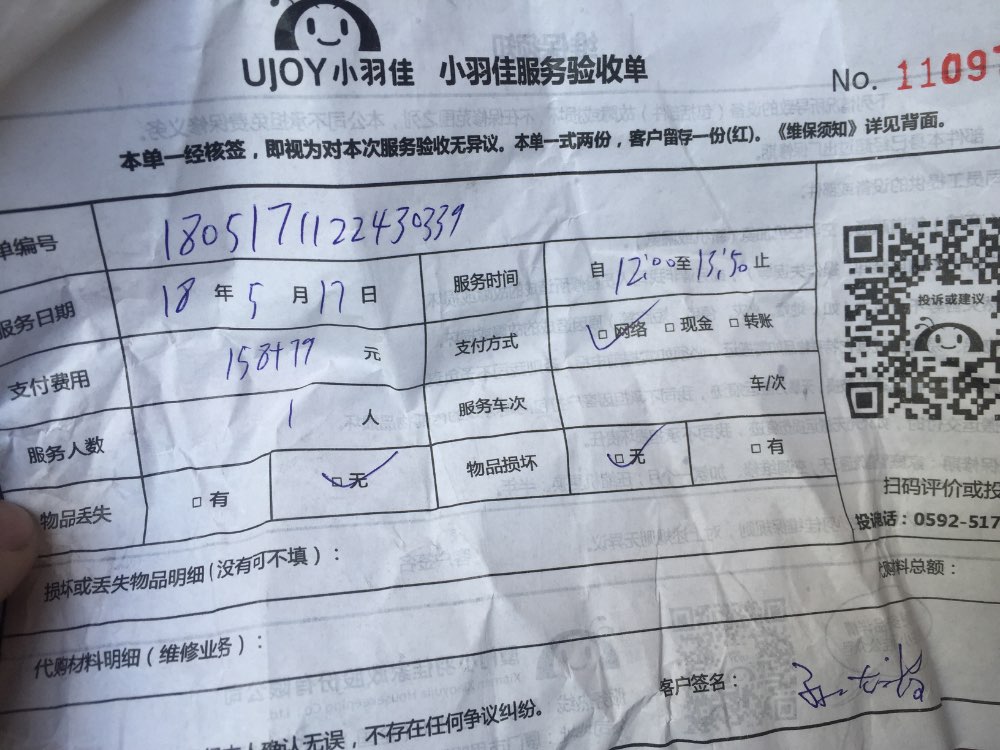 UJOY小羽佳 小羽佳服务验收单
No. 1109
本单一经核签，即视为对本次服务验收无异议。本单一式两份，客户留存一份(红)。《维保须知》详见背面。
单编号 1805171122430339
服务日期 18 年 5 月 17 日 服务时间 自 12:00 至 13:50 止
支付费用 158+79 元 支付方式 □ 网络 □ 现金 □ 转账
服务人数 1 人 服务车次 车/次
物品丢失 □ 有 □ 无 物品损坏 □ 无 □ 有
投诉或建议
扫码评价或投
投诉电话：0592-517
损坏或丢失物品明细(没有可不填)：
代购材料明细(维修业务)：
材料总额：
客户签名：
确认无误，不存在任何争议纠纷。